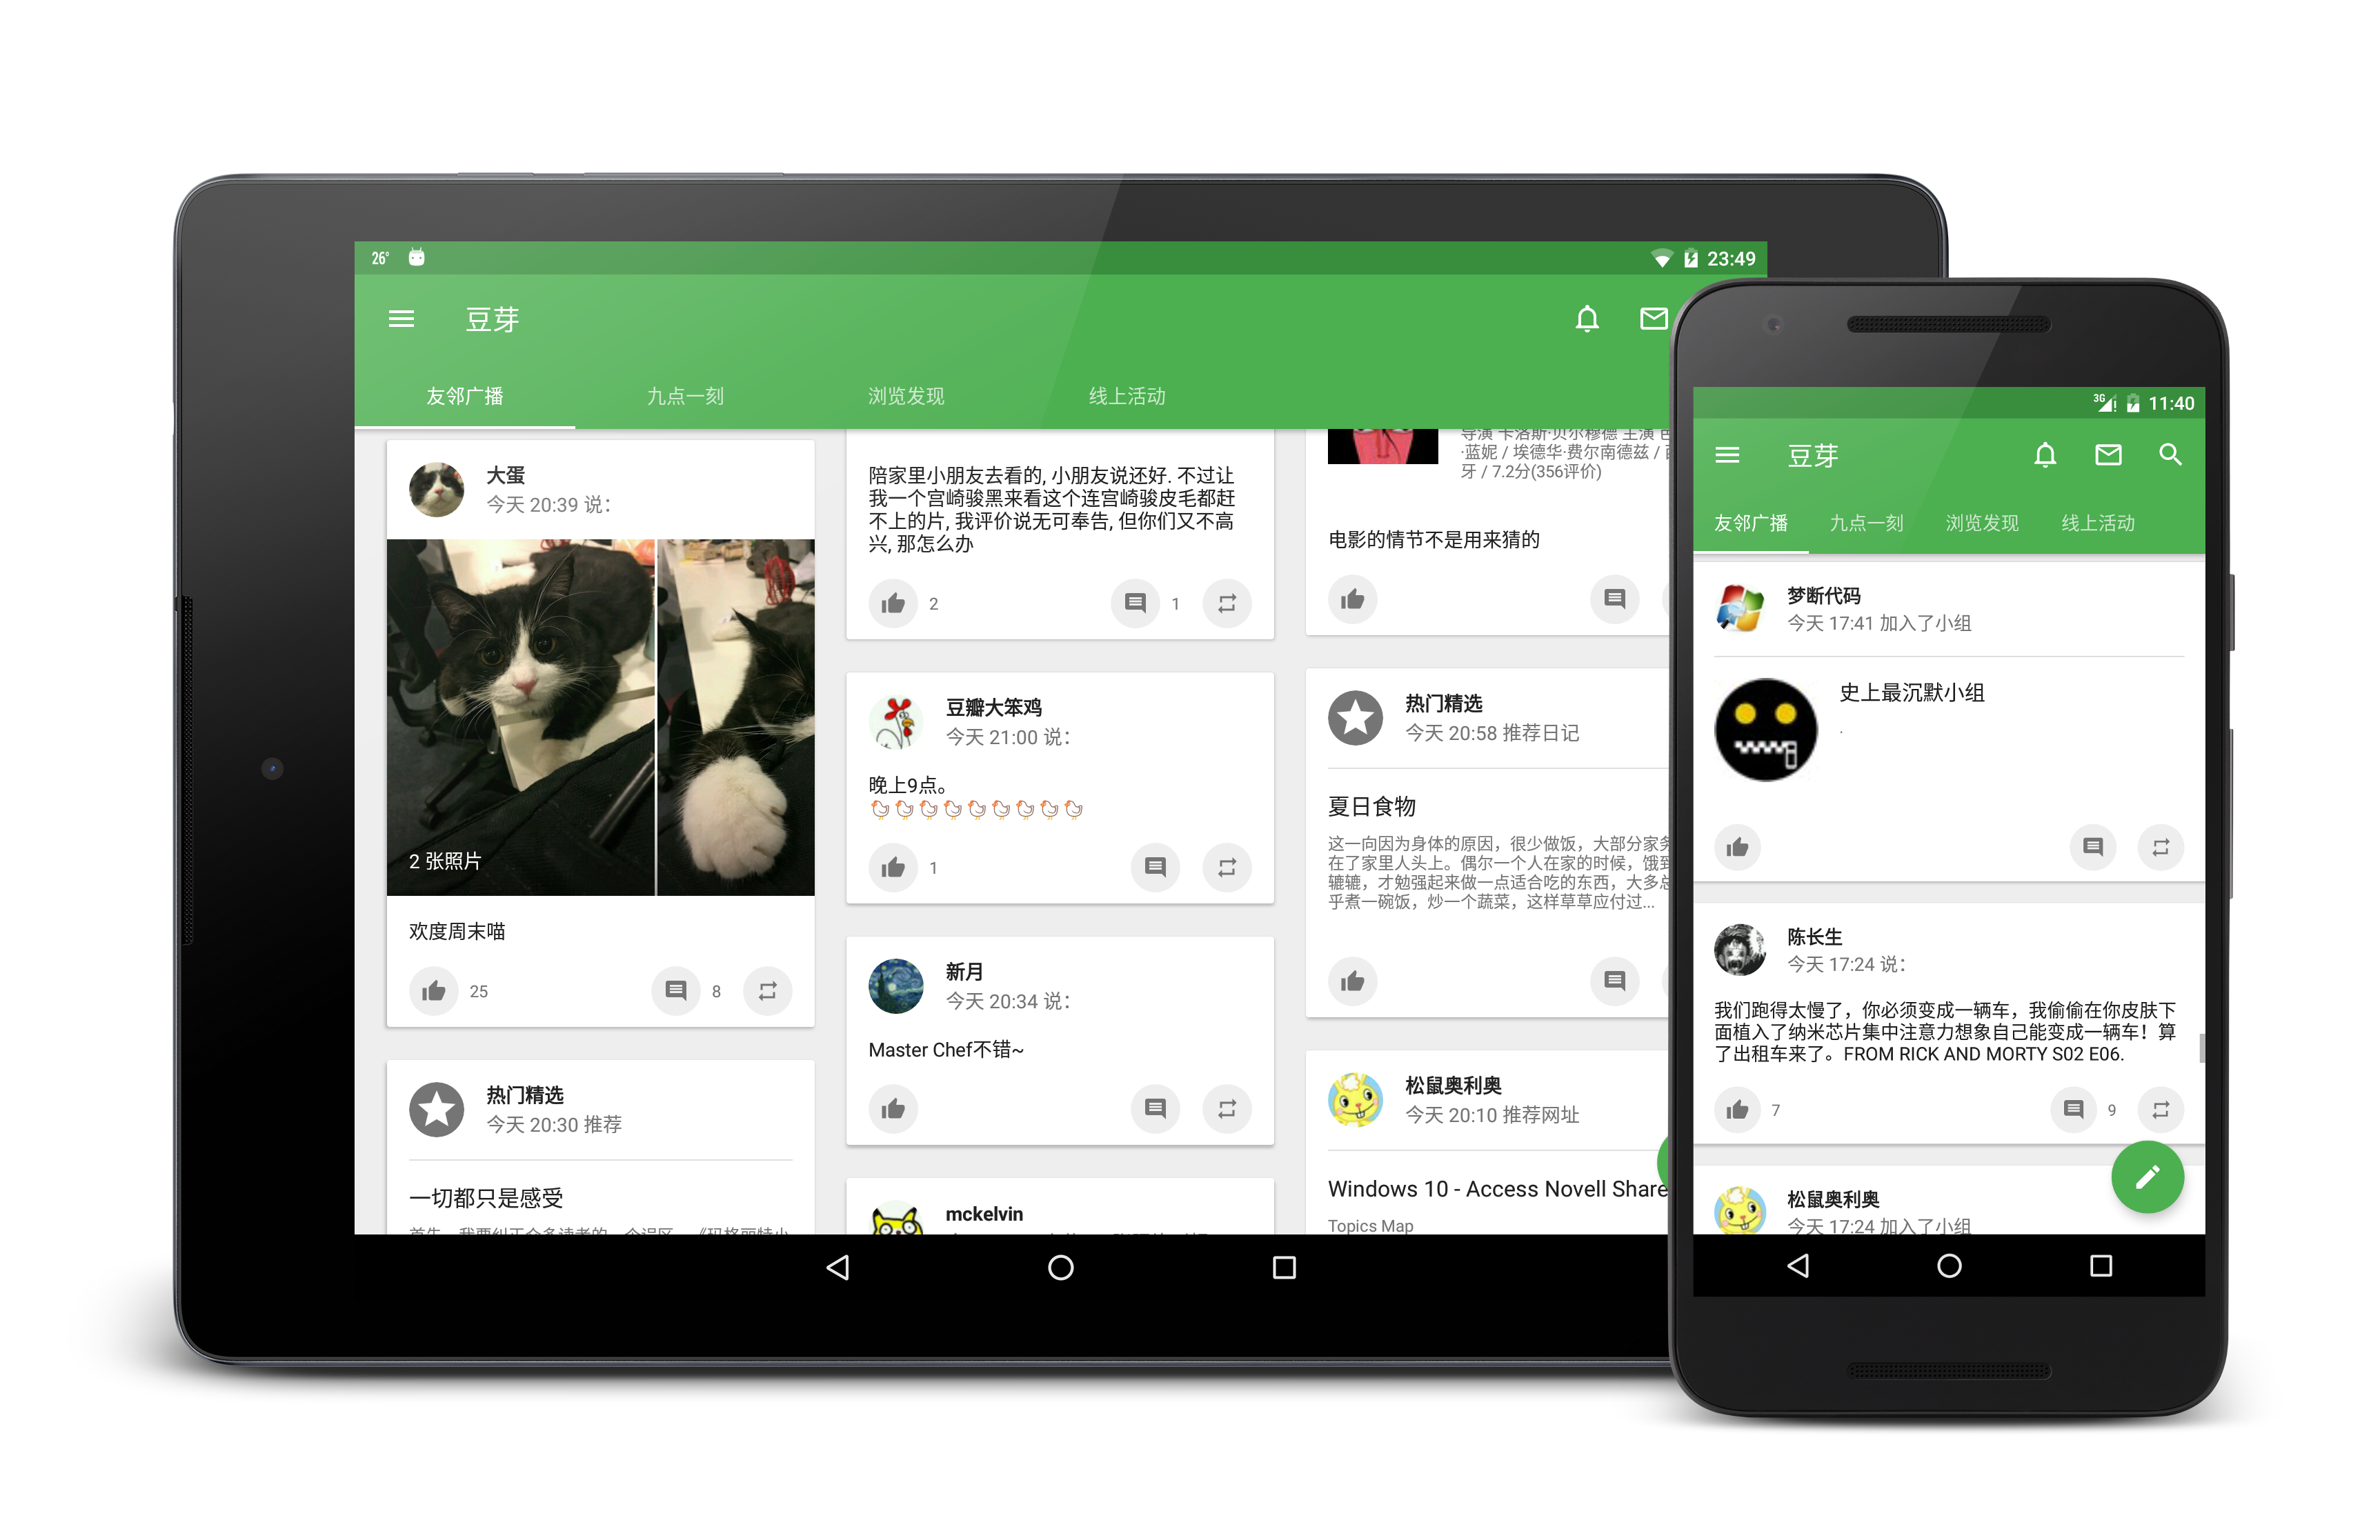 26°
23:49
豆芽
友邻广播 九点一刻 浏览发现 线上活动
大蛋
今天 20:39 说：
2 张照片
欢度周末喵
25 8
热门精选
今天 20:30 推荐
一切都只是感受
陪家里小朋友去看的, 小朋友说还好. 不过让
我一个宫崎骏黑来看这个连宫崎骏皮毛都赶
不上的片, 我评价说无可奉告, 但你们又不高
兴, 那怎么办
2 1
豆瓣大笨鸡
今天 21:00 说：
晚上9点。
🐔🐔🐔🐔🐔🐔🐔🐔🐔
1
新月
今天 20:34 说：
Master Chef不错~
mckelvin
导演 卡洛斯·贝尔穆德 主演
·蓝妮 / 埃德华·费尔南德兹 /
牙 / 7.2分(356评价)
电影的情节不是用来猜的
热门精选
今天 20:58 推荐日记
夏日食物
这一向因为身体的原因，很少做饭，大部分家务
在了家里人头上。偶尔一个人在家的时候，饿到
辘辘，才勉强起来做一点适合吃的东西，大多总
乎煮一碗饭，炒一个蔬菜，这样草草应付过...
松鼠奥利奥
今天 20:10 推荐网址
Windows 10 - Access Novell Share
Topics Map
3G 11:40
豆芽
友邻广播 九点一刻 浏览发现 线上活动
梦断代码
今天 17:41 加入了小组
史上最沉默小组
.
陈长生
今天 17:24 说：
我们跑得太慢了，你必须变成一辆车，我偷偷在你皮肤下
面植入了纳米芯片集中注意力想象自己能变成一辆车！算
了出租车来了。FROM RICK AND MORTY S02 E06.
7 9
松鼠奥利奥
今天 17:24 加入了小组